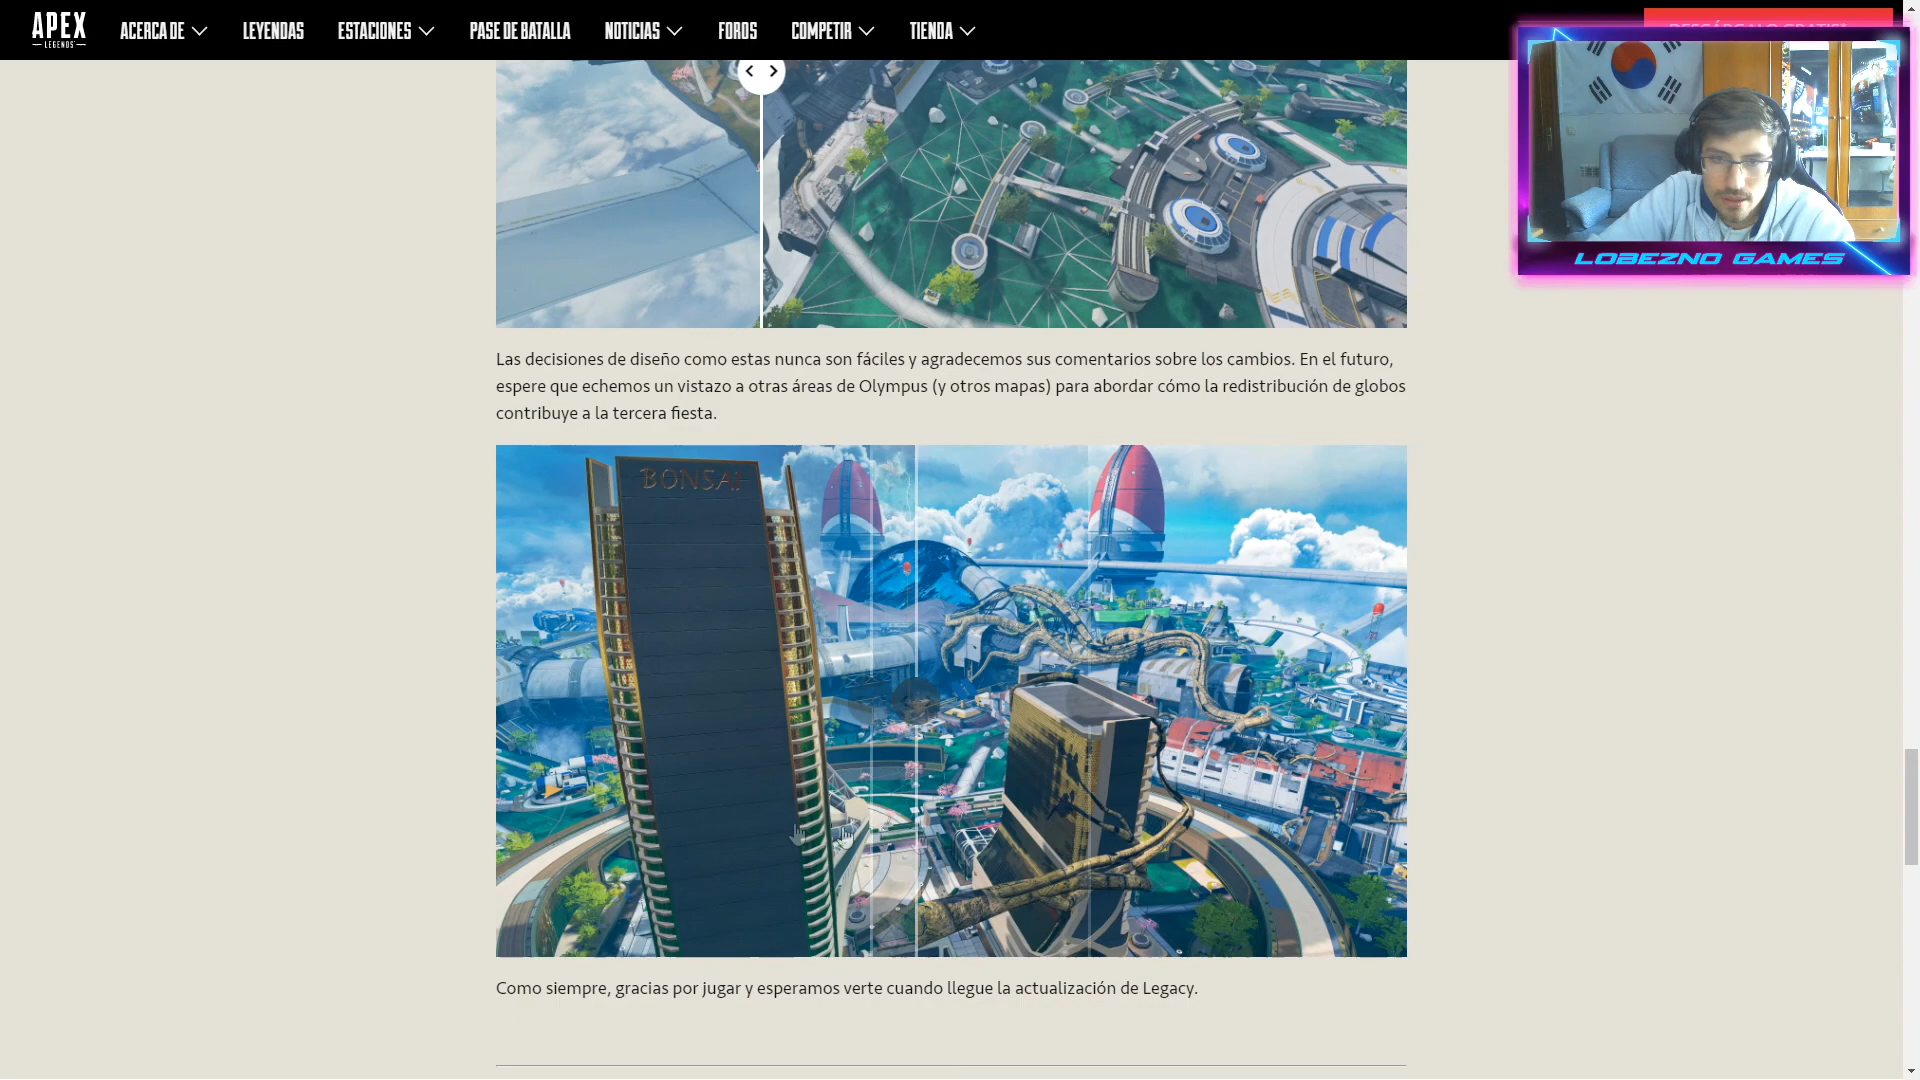 APEX
LEGENDS
ACERCA DE
LEYENDAS
ESTACIONES
PASE DE BATALLA
NOTICIAS
FOROS
COMPETIR
TIENDA
DESCÁRGALO GRATIS*
LOBEZNO GAMES
Las decisiones de diseño como estas nunca son fáciles y agradecemos sus comentarios sobre los cambios. En el futuro,
espere que echemos un vistazo a otras áreas de Olympus (y otros mapas) para abordar cómo la redistribución de globos
contribuye a la tercera fiesta.
BONSAI
Como siempre, gracias por jugar y esperamos verte cuando llegue la actualización de Legacy.